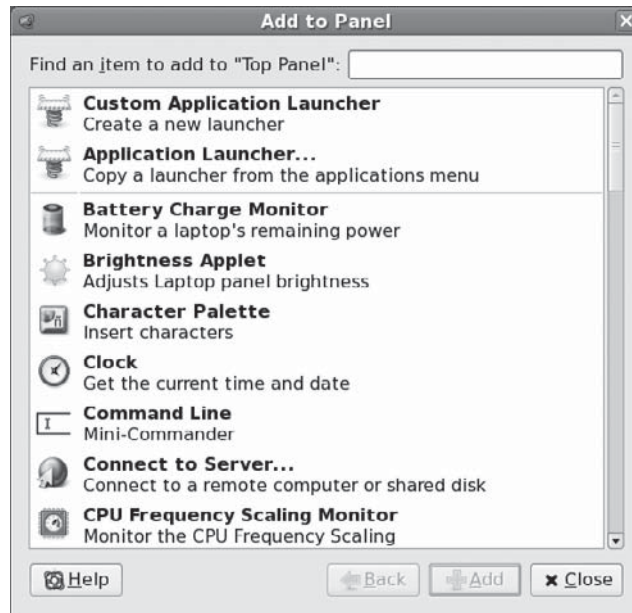 Add to Panel
Find an item to add to "Top Panel":
Custom Application Launcher
Create a new launcher
Application Launcher...
Copy a launcher from the applications menu
Battery Charge Monitor
Monitor a laptop's remaining power
Brightness Applet
Adjusts Laptop panel brightness
Character Palette
Insert characters
Clock
Get the current time and date
Command Line
Mini-Commander
Connect to Server...
Connect to a remote computer or shared disk
CPU Frequency Scaling Monitor
Monitor the CPU Frequency Scaling
Help Back Add Close